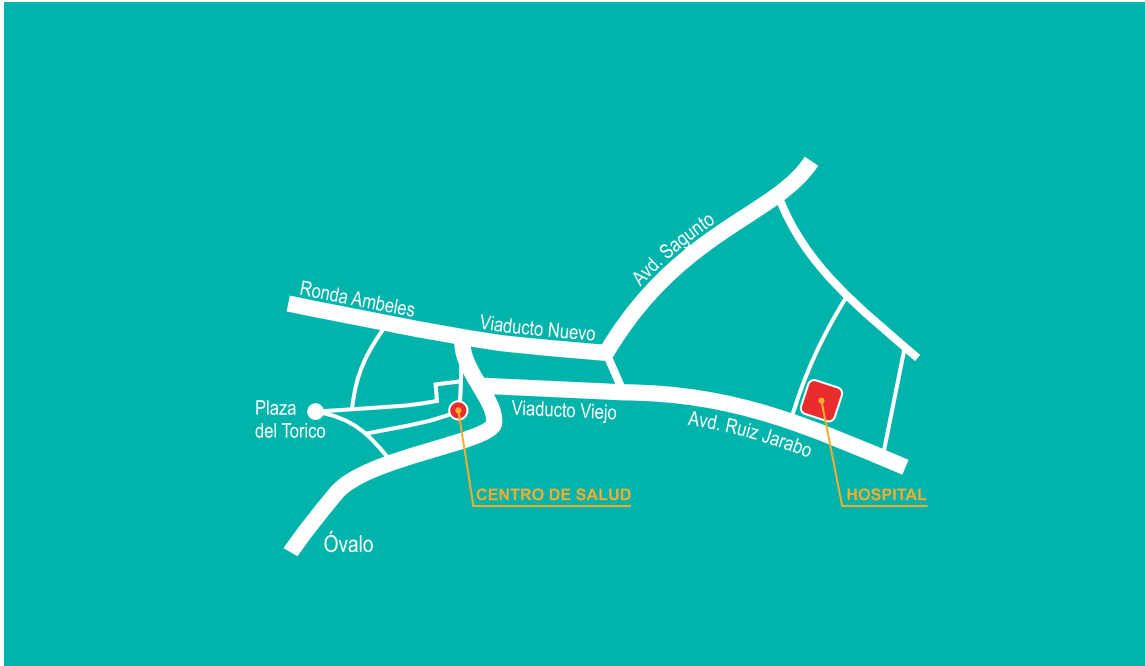 Avd. Sagunto
Ronda Ambeles
Viaducto Nuevo
Plaza
del Torico
Viaducto Viejo
Avd. Ruiz Jarabo
CENTRO DE SALUD
HOSPITAL
Óvalo